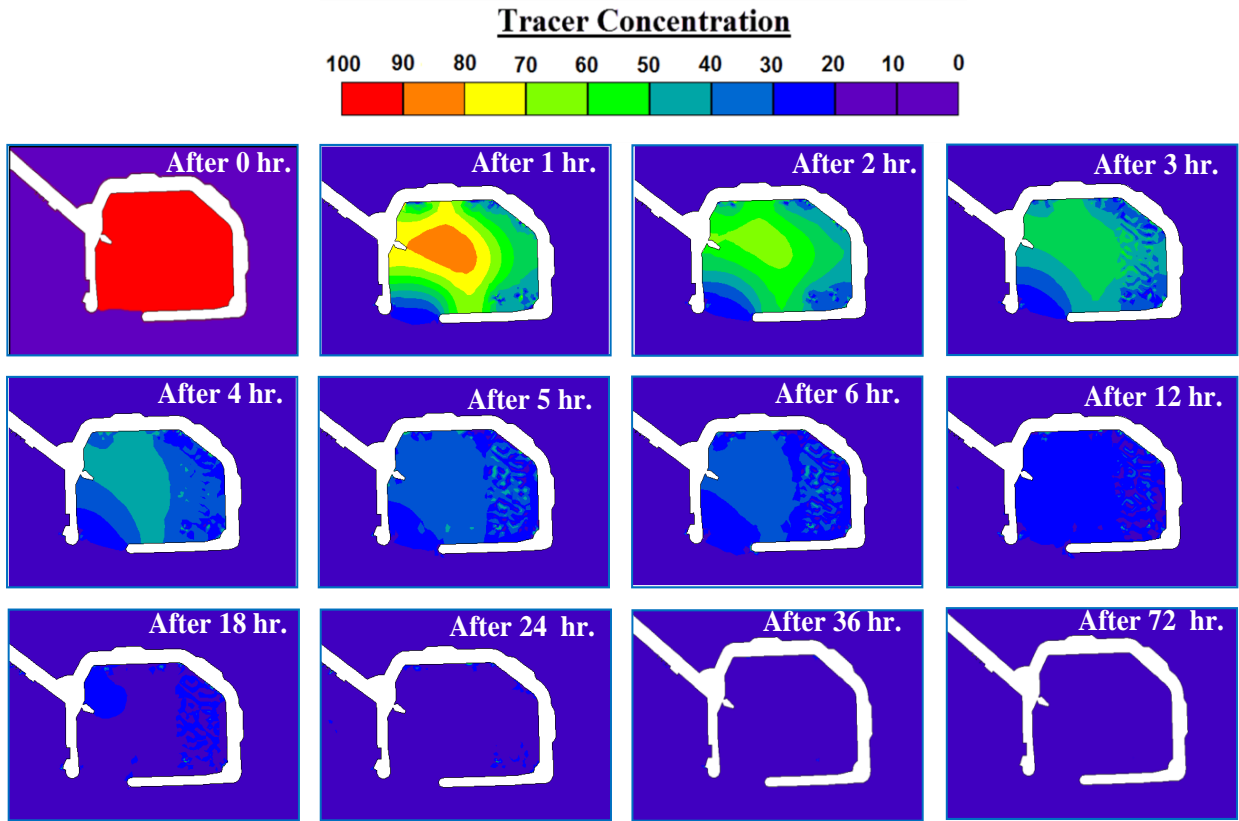 Tracer Concentration
100 90 80 70 60 50 40 30 20 10 0
After 0 hr.
After 1 hr.
After 2 hr.
After 3 hr.
After 4 hr.
After 5 hr.
After 6 hr.
After 12 hr.
After 18 hr.
After 24 hr.
After 36 hr.
After 72 hr.